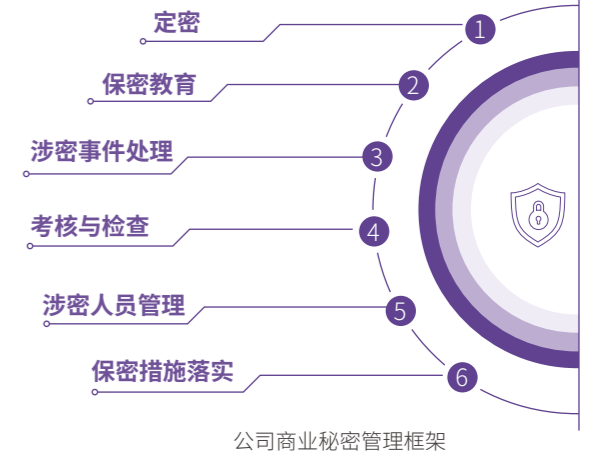 定密
1
保密教育
2
涉密事件处理
3
考核与检查
4
涉密人员管理
5
保密措施落实
6
公司商业秘密管理框架